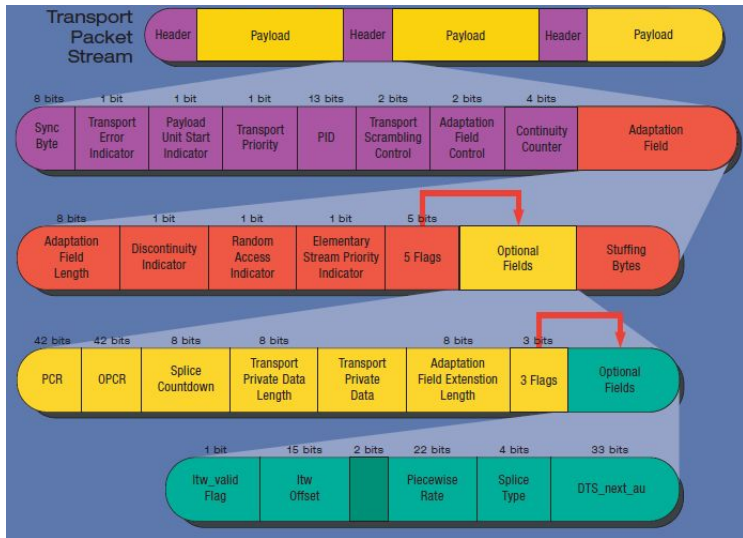 Transport
Packet
Stream
Header
Payload
Header
Payload
Header
Payload
8 bits
1 bit
1 bit
1 bit
13 bits
2 bits
2 bits
4 bits
Sync
Byte
Transport
Error
Indicator
Payload
Unit Start
Indicator
Transport
Priority
PID
Transport
Scrambling
Control
Adaptation
Field
Control
Continuity
Counter
Adaptation
Field
8 bits
1 bit
1 bit
1 bit
5 bits
Adaptation
Field
Length
Discontinuity
Indicator
Random
Access
Indicator
Elementary
Stream Priority
Indicator
5 Flags
Optional
Fields
Stuffing
Bytes
42 bits
42 bits
8 bits
8 bits
8 bits
3 bits
PCR
OPCR
Splice
Countdown
Transport
Private Data
Length
Transport
Private
Data
Adaptation
Field Extenstion
Length
3 Flags
Optional
Fields
1 bit
15 bits
2 bits
22 bits
4 bits
33 bits
ltw_valid
Flag
ltw
Offset
Piecewise
Rate
Splice
Type
DTS_next_au